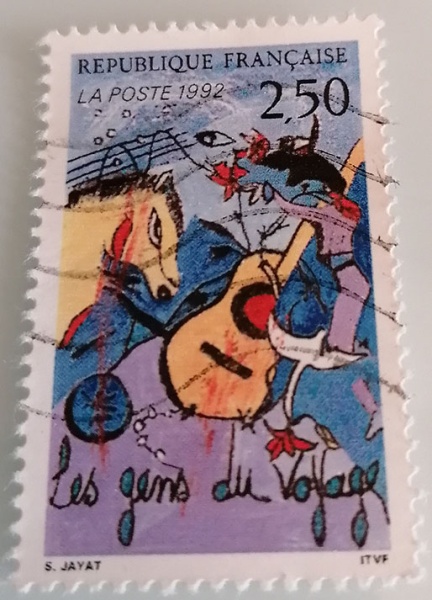 REPUBLIQUE FRANÇAISE
LA POSTE 1992
2,50
Les gens du Voyage
S. JAYAT
ITVF